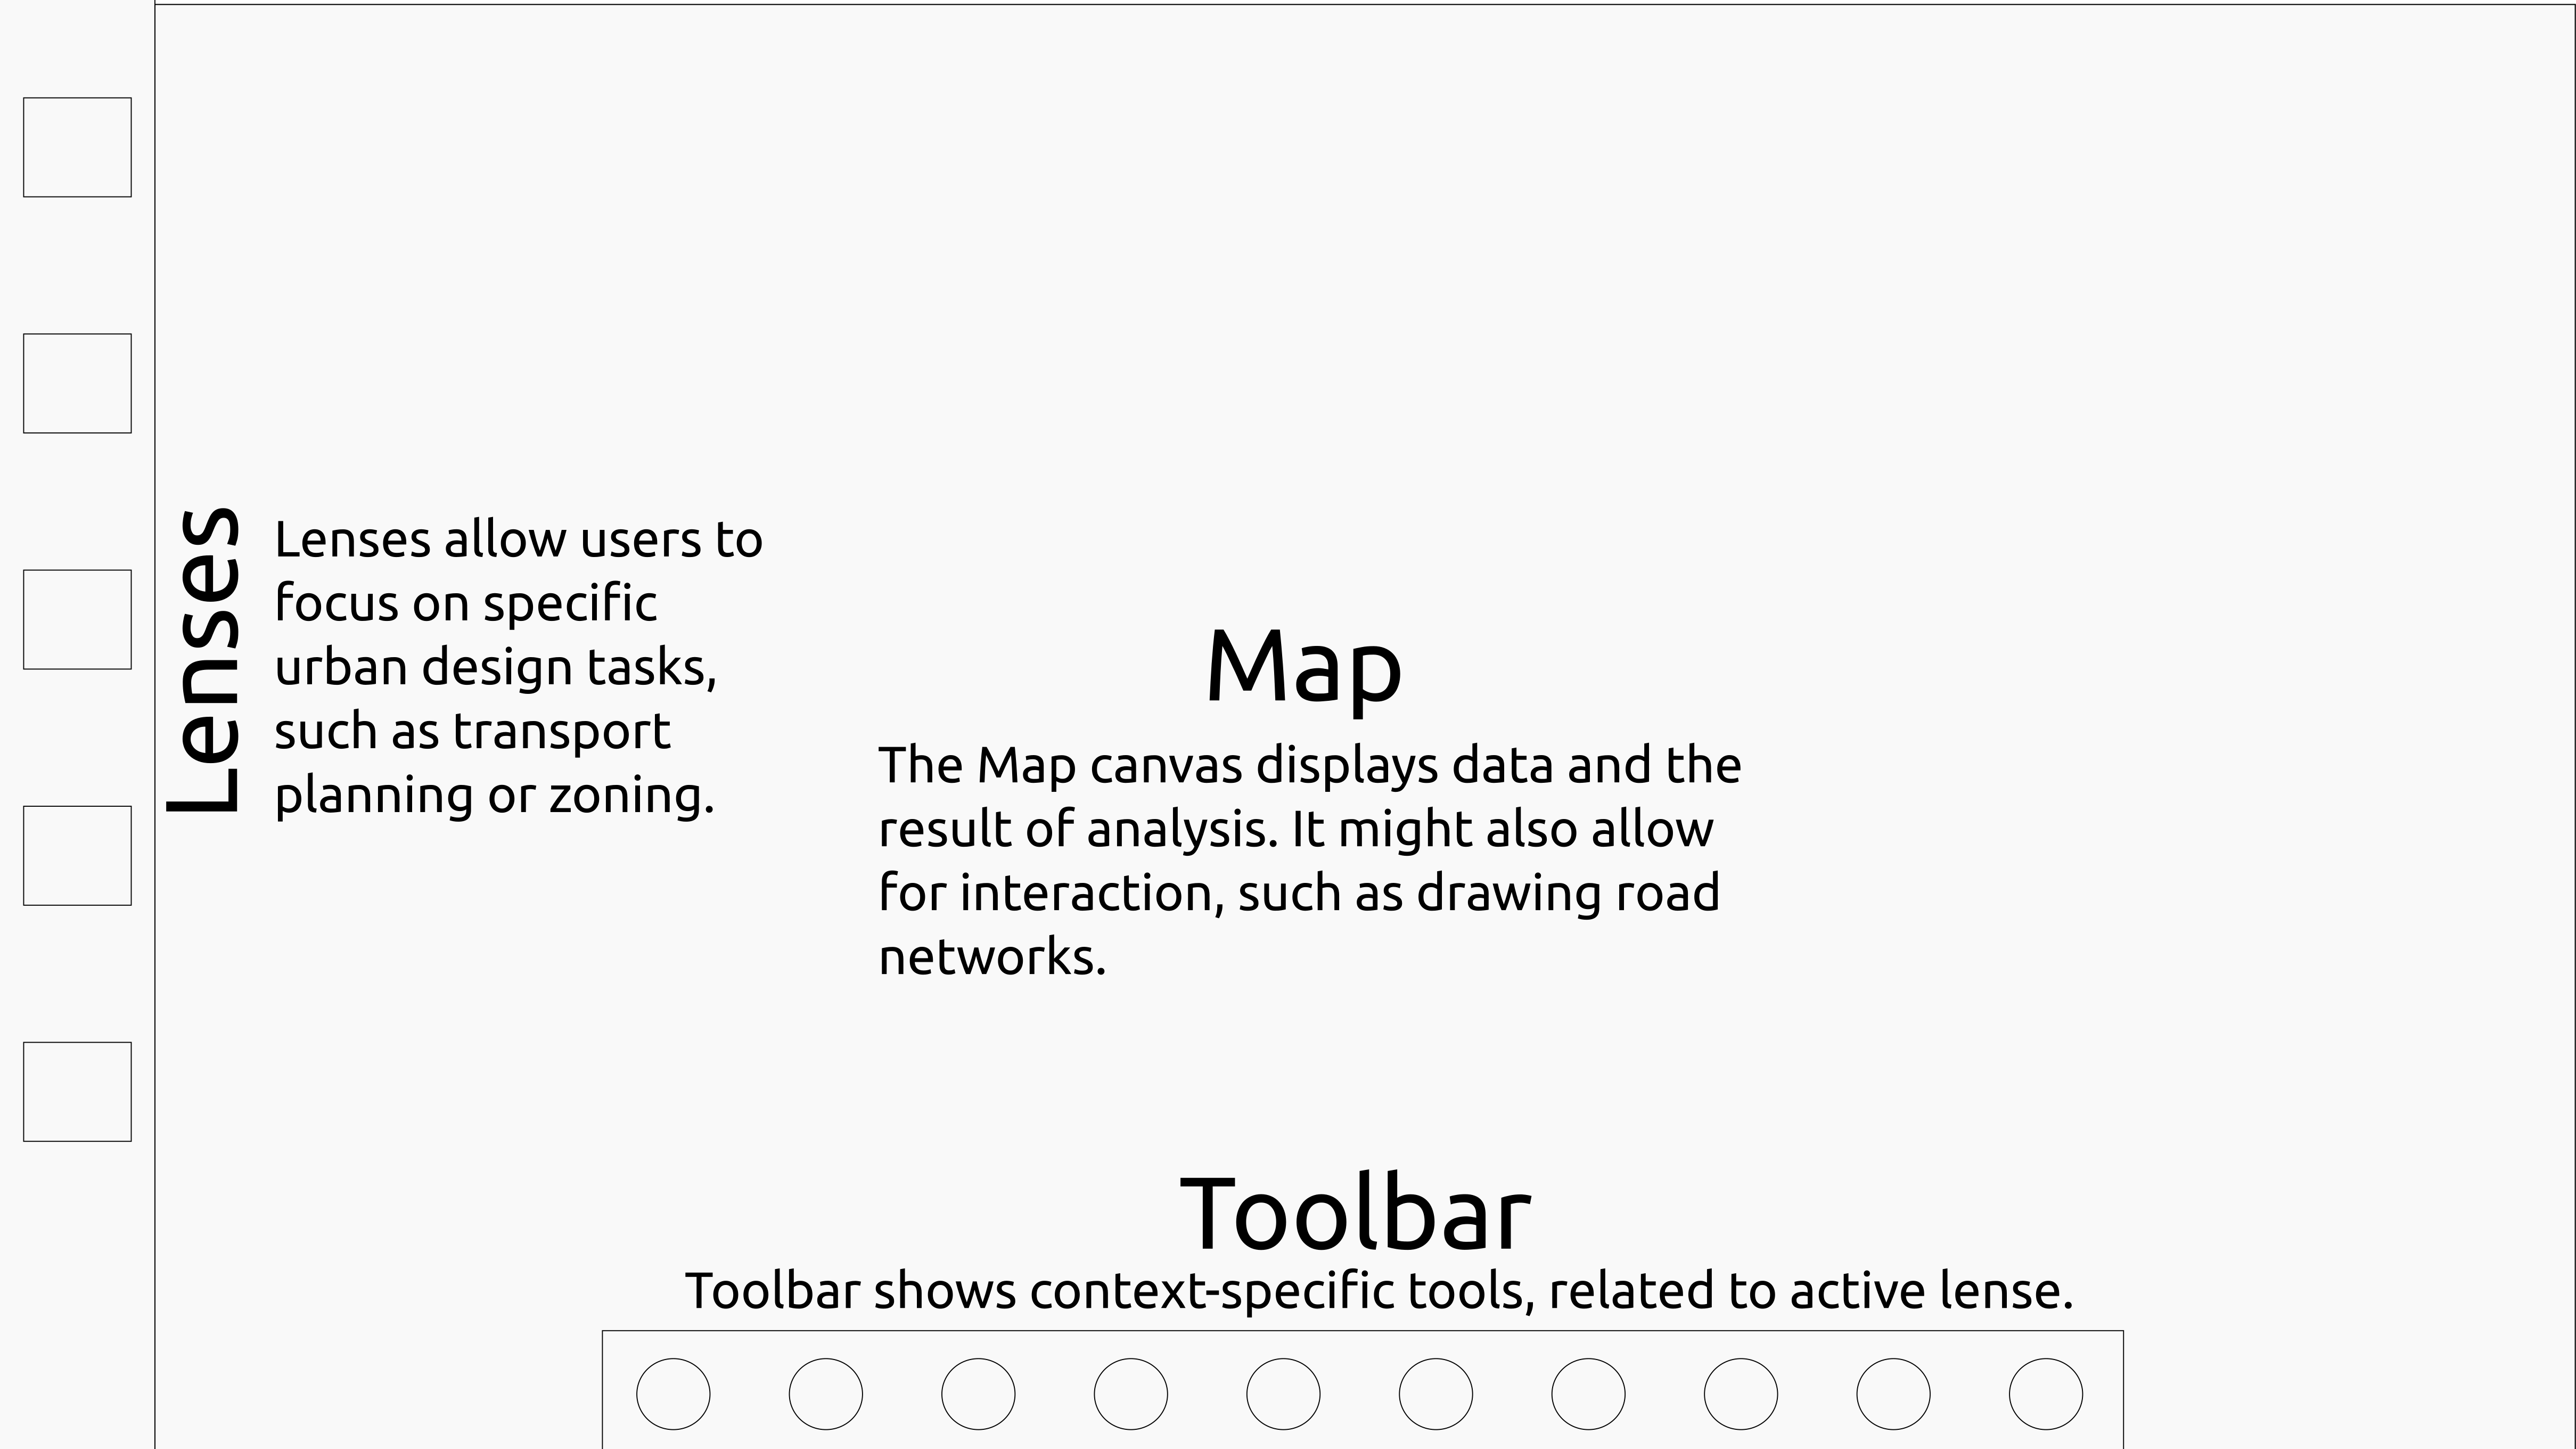 Lenses
Lenses allow users to
focus on specific
urban design tasks,
such as transport
planning or zoning.
Map
The Map canvas displays data and the
result of analysis. It might also allow
for interaction, such as drawing road
networks.
Toolbar
Toolbar shows context-specific tools, related to active lense.